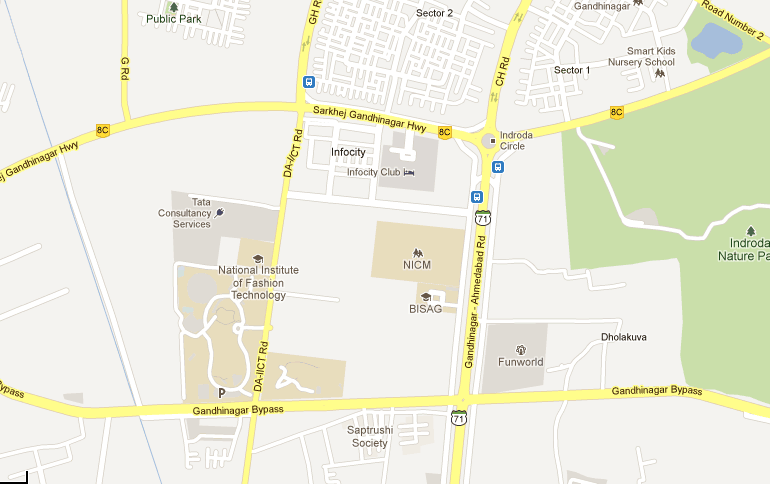 Public Park
GH Rd
Sector 2
Gandhinagar
Road Number 2
G Rd
CH Rd
Sector 1
Smart Kids
Nursery School
Sarkhej Gandhinagar Hwy
8C
8C
8C
ej Gandhinagar Hwy
DA-IICT Rd
Infocity
Infocity Club
Indroda
Circle
Tata
Consultancy
Services
71
Indroda
Nature Pa
National Institute
of Fashion
Technology
NICM
BISAG
Gandhinagar - Ahmedabad Rd
Dholakuva
Funworld
DA-IICT Rd
P
Bypass
Gandhinagar Bypass
Gandhinagar Bypass
71
Saptrushi
Society